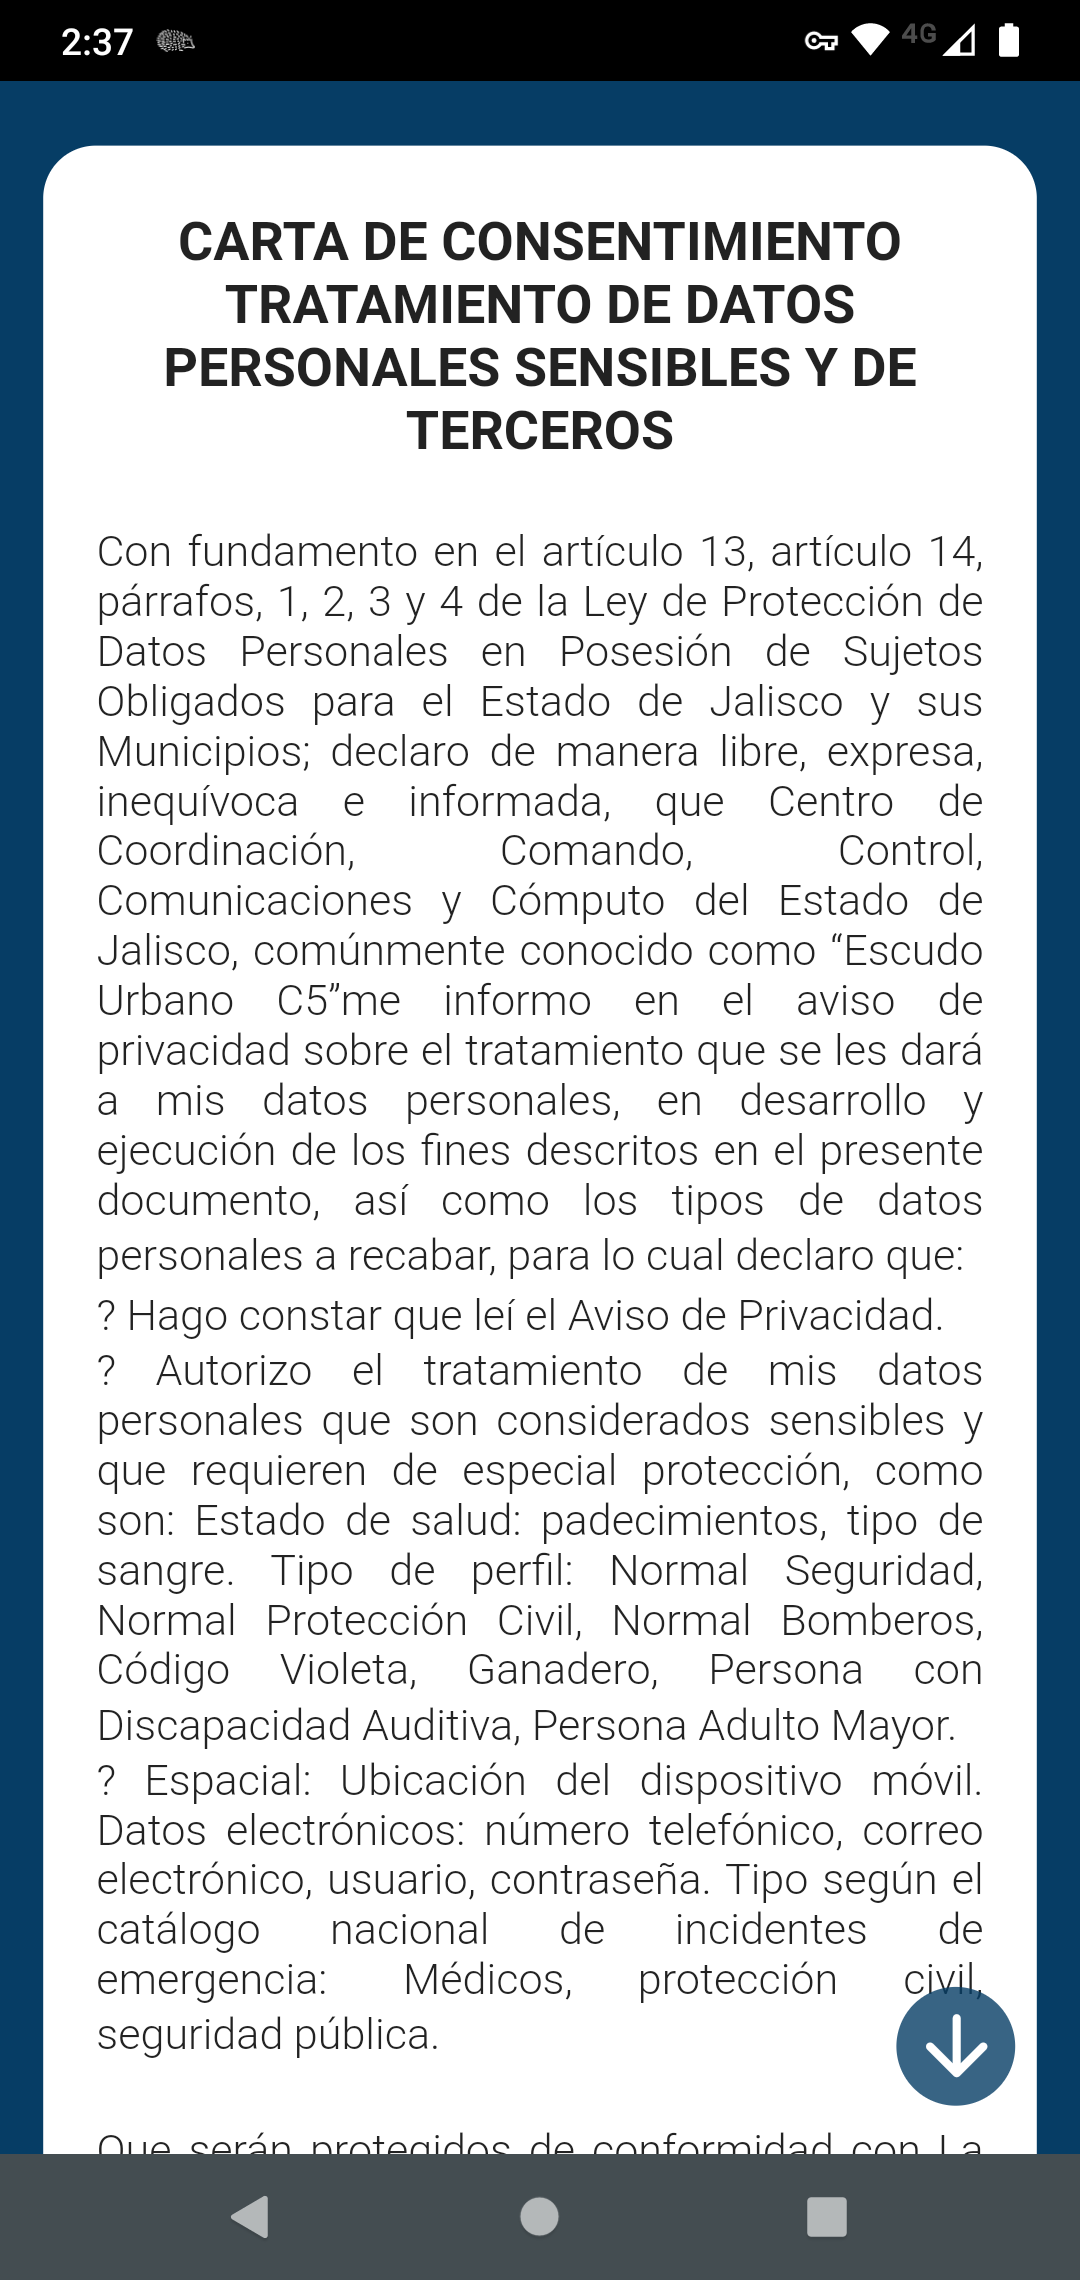 2:37
4G
CARTA DE CONSENTIMIENTO
TRATAMIENTO DE DATOS
PERSONALES SENSIBLES Y DE
TERCEROS
Con fundamento en el artículo 13, artículo 14,
párrafos, 1, 2, 3 y 4 de la Ley de Protección de
Datos Personales en Posesión de Sujetos
Obligados para el Estado de Jalisco y sus
Municipios; declaro de manera libre, expresa,
inequívoca e informada, que Centro de
Coordinación, Comando, Control,
Comunicaciones y Cómputo del Estado de
Jalisco, comúnmente conocido como “Escudo
Urbano C5”me informo en el aviso de
privacidad sobre el tratamiento que se les dará
a mis datos personales, en desarrollo y
ejecución de los fines descritos en el presente
documento, así como los tipos de datos
personales a recabar, para lo cual declaro que:
? Hago constar que leí el Aviso de Privacidad.
? Autorizo el tratamiento de mis datos
personales que son considerados sensibles y
que requieren de especial protección, como
son: Estado de salud: padecimientos, tipo de
sangre. Tipo de perfil: Normal Seguridad,
Normal Protección Civil, Normal Bomberos,
Código Violeta, Ganadero, Persona con
Discapacidad Auditiva, Persona Adulto Mayor.
? Espacial: Ubicación del dispositivo móvil.
Datos electrónicos: número telefónico, correo
electrónico, usuario, contraseña. Tipo según el
catálogo nacional de incidentes de
emergencia: Médicos, protección civil,
seguridad pública.
Que serán protegidos de conformidad con La